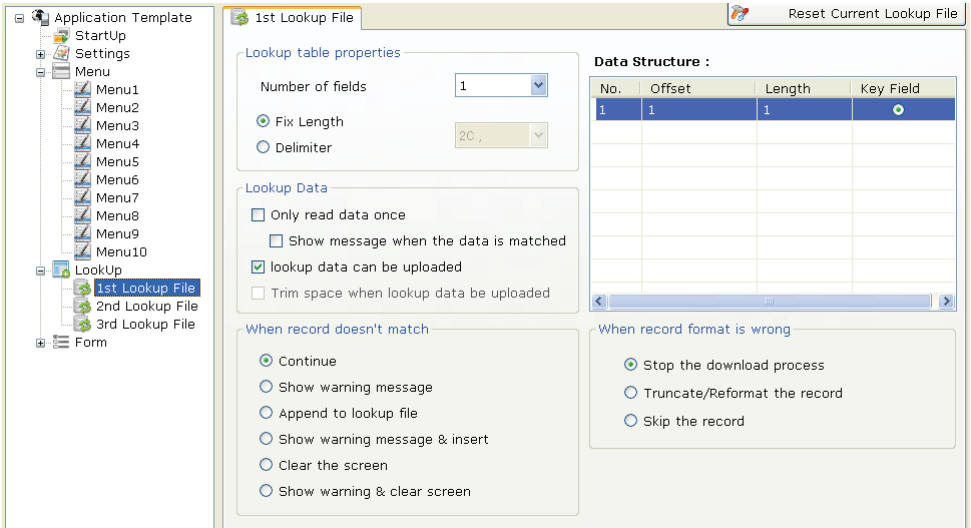 Application Template
StartUp
Settings
Menu
Menu1
Menu2
Menu3
Menu4
Menu5
Menu6
Menu7
Menu8
Menu9
Menu10
LookUp
1st Lookup File
2nd Lookup File
3rd Lookup File
Form
1st Lookup File
Reset Current Lookup File
Lookup table properties
Number of fields 1
Fix Length
Delimiter
2C ,
Lookup Data
Only read data once
Show message when the data is matched
lookup data can be uploaded
Trim space when lookup data be uploaded
When record doesn't match
Continue
Show warning message
Append to lookup file
Show warning message & insert
Clear the screen
Show warning & clear screen
Data Structure :
No. Offset Length Key Field
1 1 1
When record format is wrong
Stop the download process
Truncate/Reformat the record
Skip the record